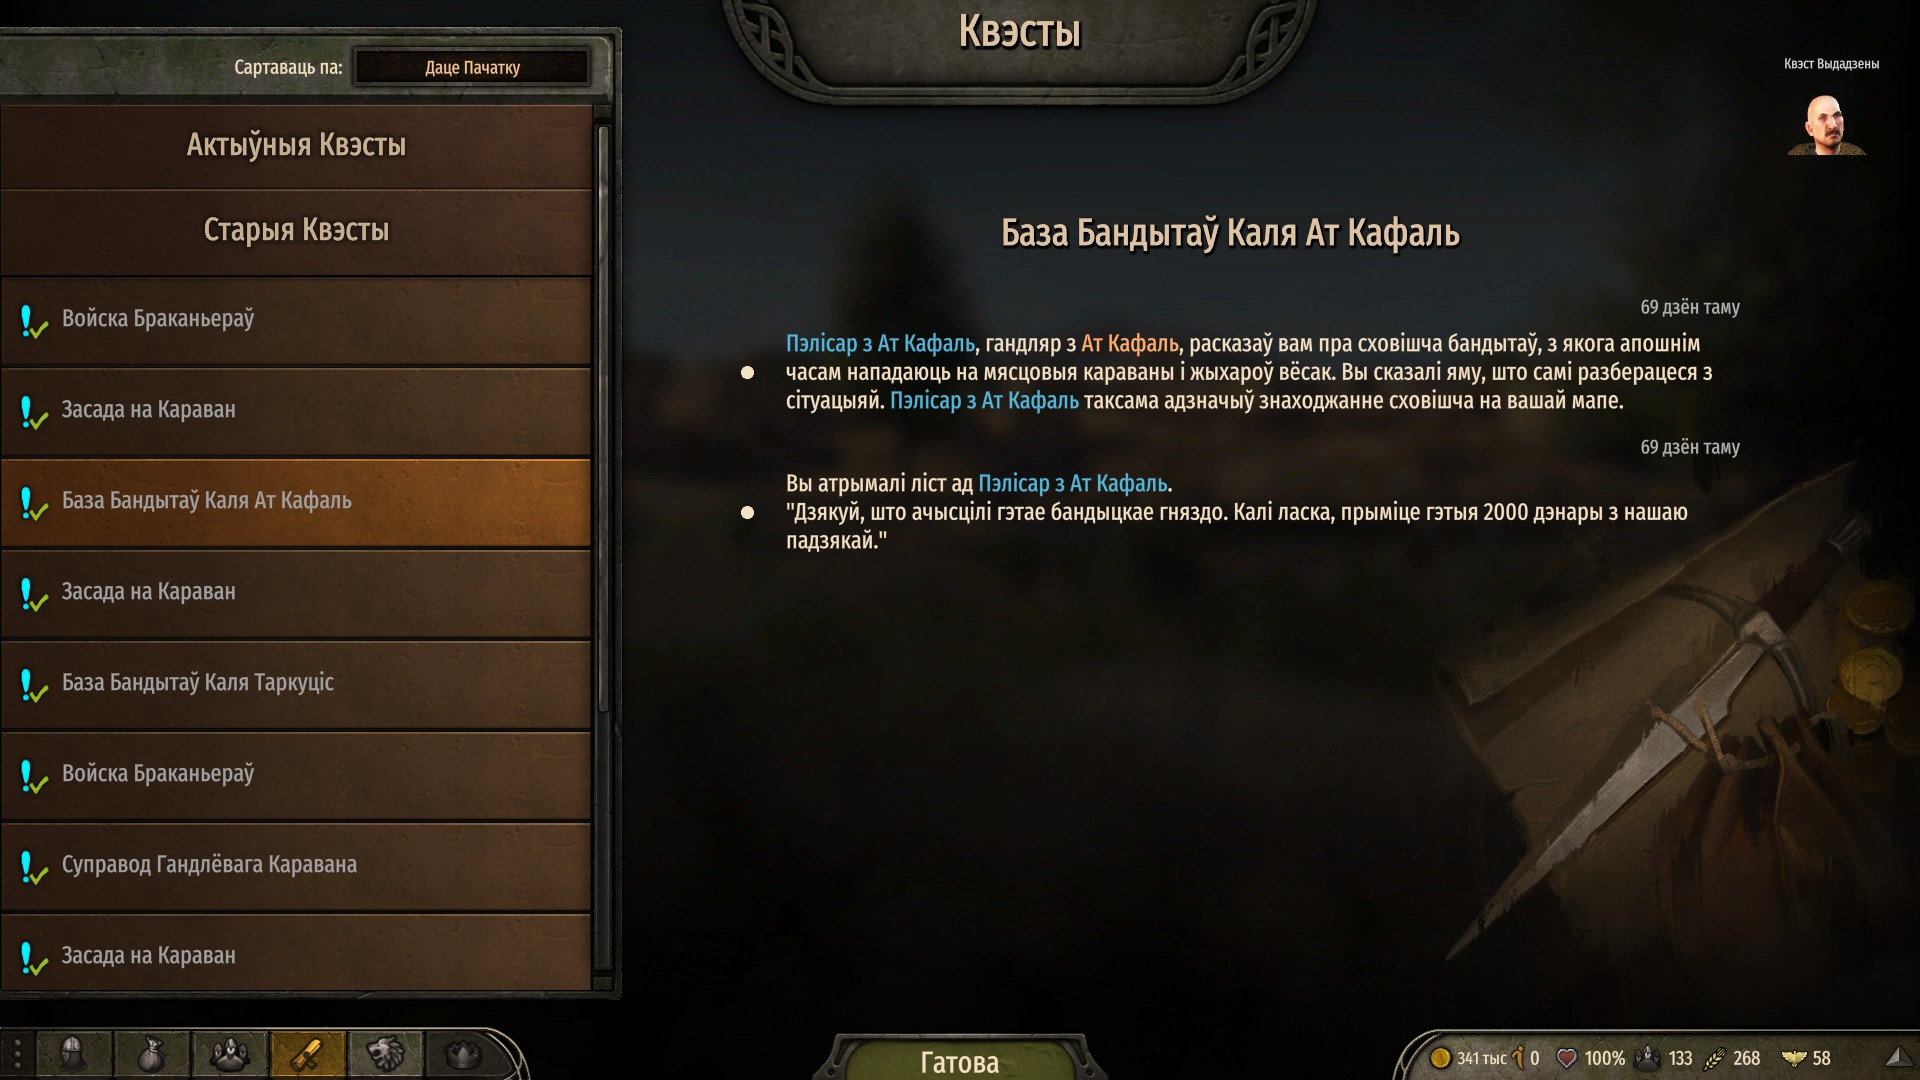 Квэсты
Сартаваць па:
Даце Пачатку
Квэст Выдадзены
Актыўныя Квэсты
Старыя Квэсты
Войска Браканьераў
Засада на Караван
База Бандытаў Каля Ат Кафаль
Засада на Караван
База Бандытаў Каля Таркуціс
Войска Браканьераў
Суправод Гандлёвага Каравана
Засада на Караван
База Бандытаў Каля Ат Кафаль
69 дзён таму
Пэлісар з Ат Кафаль, гандляр з Ат Кафаль, расказаў вам пра сховішча бандытаў, з якога апошнім
часам нападаюць на мясцовыя караваны і жыхароў вёсак. Вы сказалі яму, што самі разберацеся з
сітуацыяй. Пэлісар з Ат Кафаль таксама адзначыў знаходжанне сховішча на вашай мапе.
69 дзён таму
Вы атрымалі ліст ад Пэлісар з Ат Кафаль.
"Дзякуй, што ачысцілі гэтае бандыцкае гняздо. Калі ласка, прыміце гэтыя 2000 дэнары з нашаю
падзякай."
Гатова
341 тыс 0 100% 133 268 58